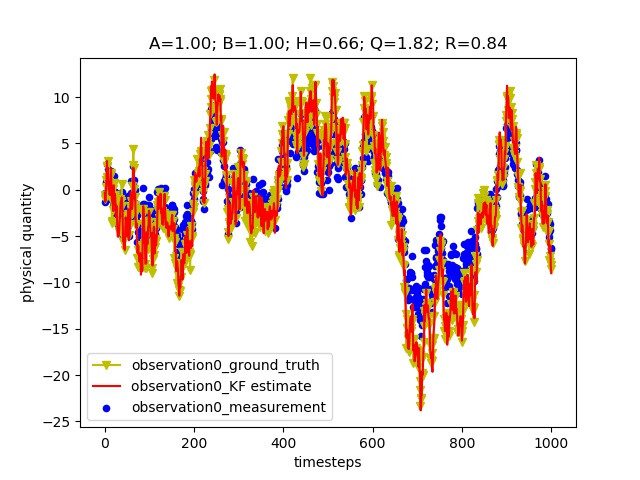 A=1.00; B=1.00; H=0.66; Q=1.82; R=0.84
physical quantity
10
5
0
−5
−10
−15
−20
−25
observation0_ground_truth
observation0_KF estimate
observation0_measurement
0 200 400 600 800 1000
timesteps